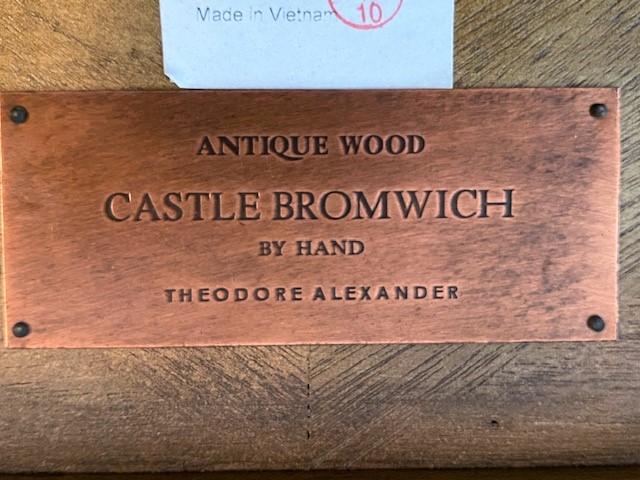 Made in Vietnam
10
ANTIQUE WOOD
CASTLE BROMWICH
BY HAND
THEODORE ALEXANDER